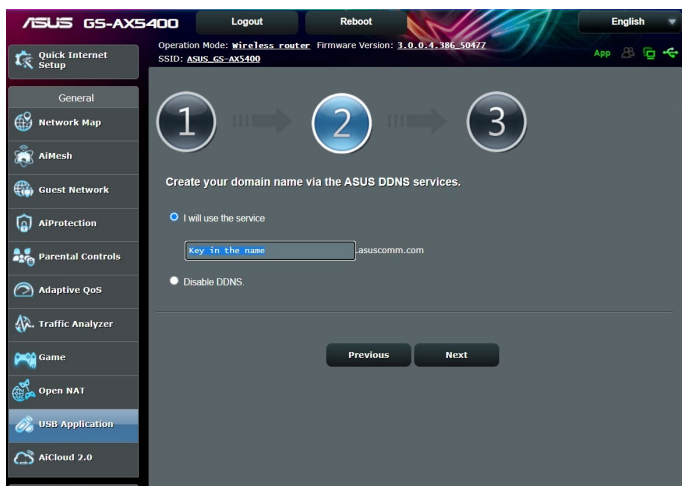 ASUS GS-AX5400 Logout Reboot English
Operation Mode: Wireless router Firmware Version: 3.0.0.4.386_50477
SSID: ASUS_GS-AX5400
App
Quick Internet
Setup
General
Network Map
AiMesh
Guest Network
AiProtection
Parental Controls
Adaptive QoS
Traffic Analyzer
Game
Open NAT
USB Application
AiCloud 2.0
1 2 3
Create your domain name via the ASUS DDNS services.
I will use the service
Key in the name .asuscomm.com
Disable DDNS.
Previous Next